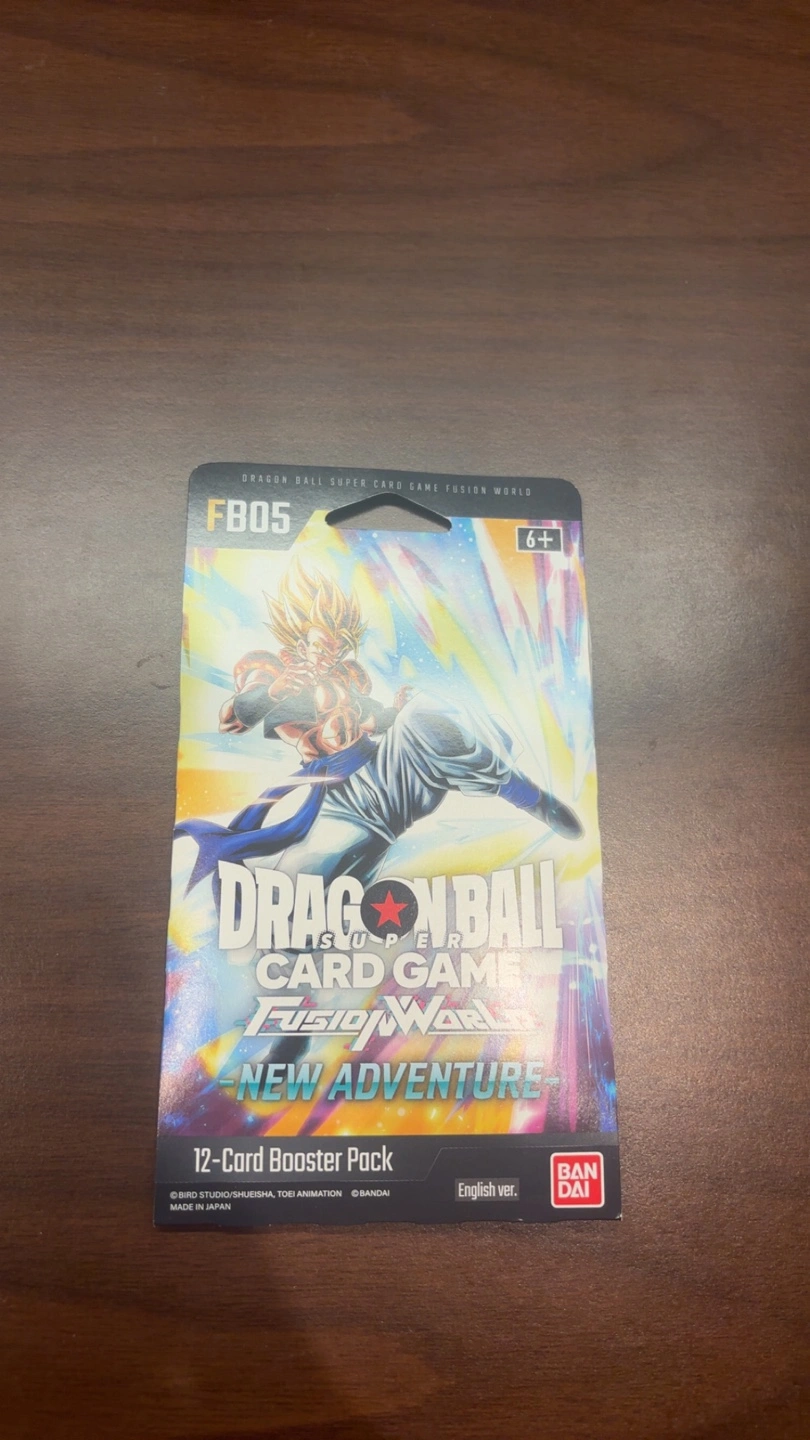 DRAGON BALL SUPER CARD GAME FUSION WORLD
FB05
6+
DRAGON BALL
SUPER
CARD GAME
FUSION WORLD
-NEW ADVENTURE-
12-Card Booster Pack
©BIRD STUDIO/SHUEISHA, TOEI ANIMATION ©BANDAI
MADE IN JAPAN
English ver.
BAN
DAI